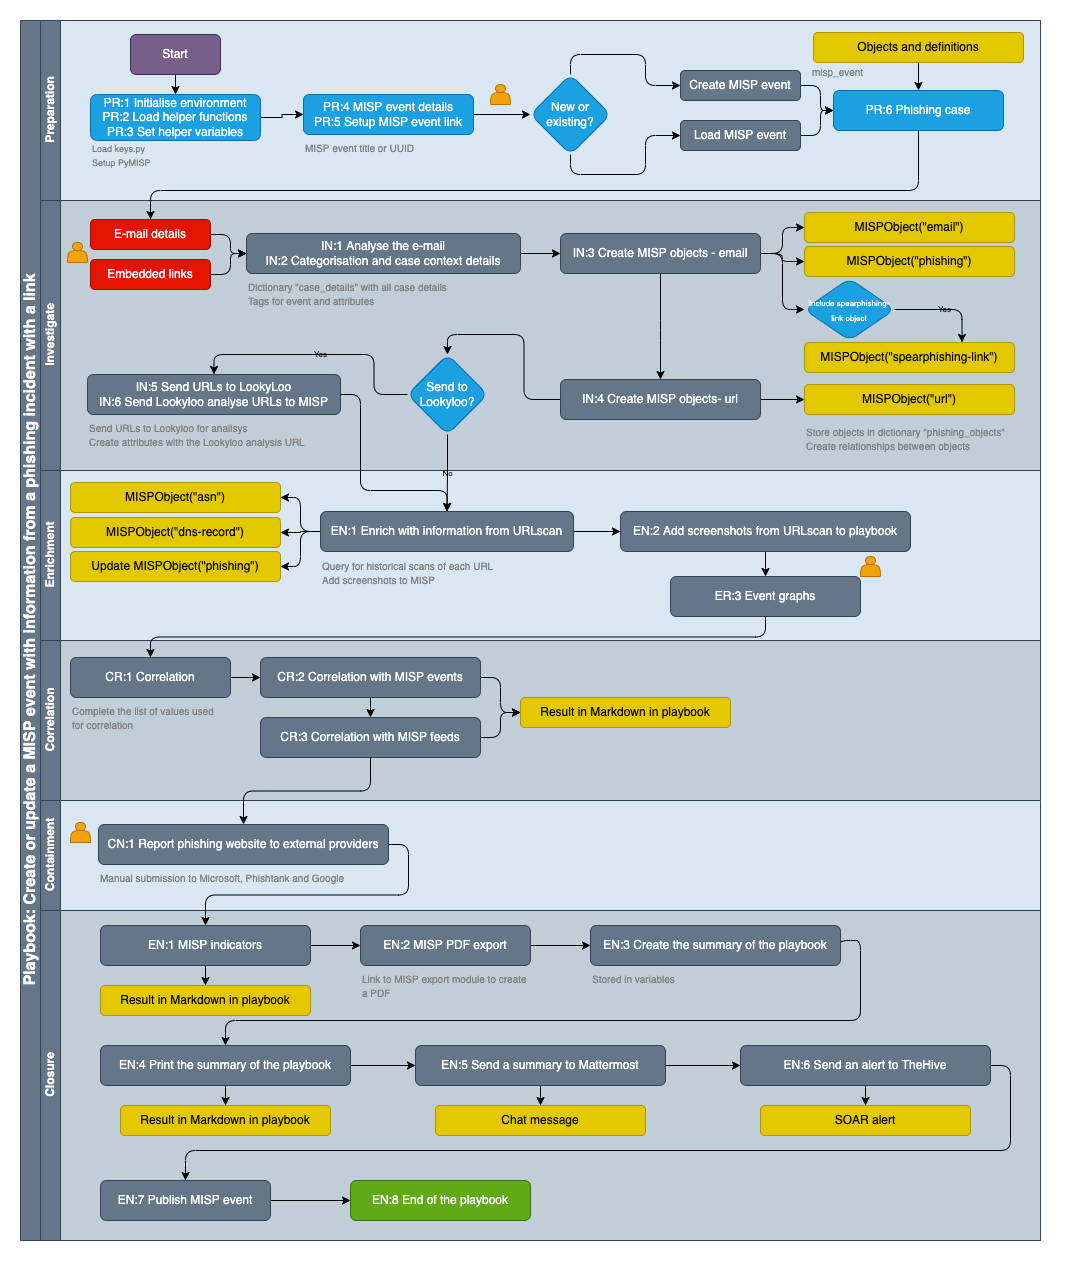 Playbook: Create or update a MISP event with information from a phishing incident with a link
Preparation
Start
PR:1 Initialise environment
PR:2 Load helper functions
PR:3 Set helper variables
Load keys.py
Setup PyMISP
PR:4 MISP event details
PR:5 Setup MISP event link
MISP event title or UUID
New or
existing?
Create MISP event
Load MISP event
Objects and definitions
misp_event
PR:6 Phishing case
Investigate
E-mail details
Embedded links
IN:1 Analyse the e-mail
IN:2 Categorisation and case context details
Dictionary "case_details" with all case details
Tags for event and attributes
IN:3 Create MISP objects - email
MISPObject("email")
MISPObject("phishing")
Include spearphishing-
link object
Yes
MISPObject("spearphishing-link")
IN:4 Create MISP objects- url
MISPObject("url")
Store objects in dictionary "phishing_objects"
Create relationships between objects
Send to
Lookyloo?
Yes
IN:5 Send URLs to LookyLoo
IN:6 Send Lookyloo analyse URLs to MISP
Send URLs to Lookyloo for analisys
Create attributes with the Lookyloo analysis URL
No
Enrichment
MISPObject("asn")
MISPObject("dns-record")
Update MISPObject("phishing")
EN:1 Enrich with information from URLscan
Query for historical scans of each URL
Add screenshots to MISP
EN:2 Add screenshots from URLscan to playbook
ER:3 Event graphs
Correlation
CR:1 Correlation
Complete the list of values used
for correlation
CR:2 Correlation with MISP events
CR:3 Correlation with MISP feeds
Result in Markdown in playbook
Containment
CN:1 Report phishing website to external providers
Manual submission to Microsoft, Phishtank and Google
Closure
EN:1 MISP indicators
Result in Markdown in playbook
EN:2 MISP PDF export
Link to MISP export module to create
a PDF
EN:3 Create the summary of the playbook
Stored in variables
EN:4 Print the summary of the playbook
Result in Markdown in playbook
EN:5 Send a summary to Mattermost
Chat message
EN:6 Send an alert to TheHive
SOAR alert
EN:7 Publish MISP event
EN:8 End of the playbook